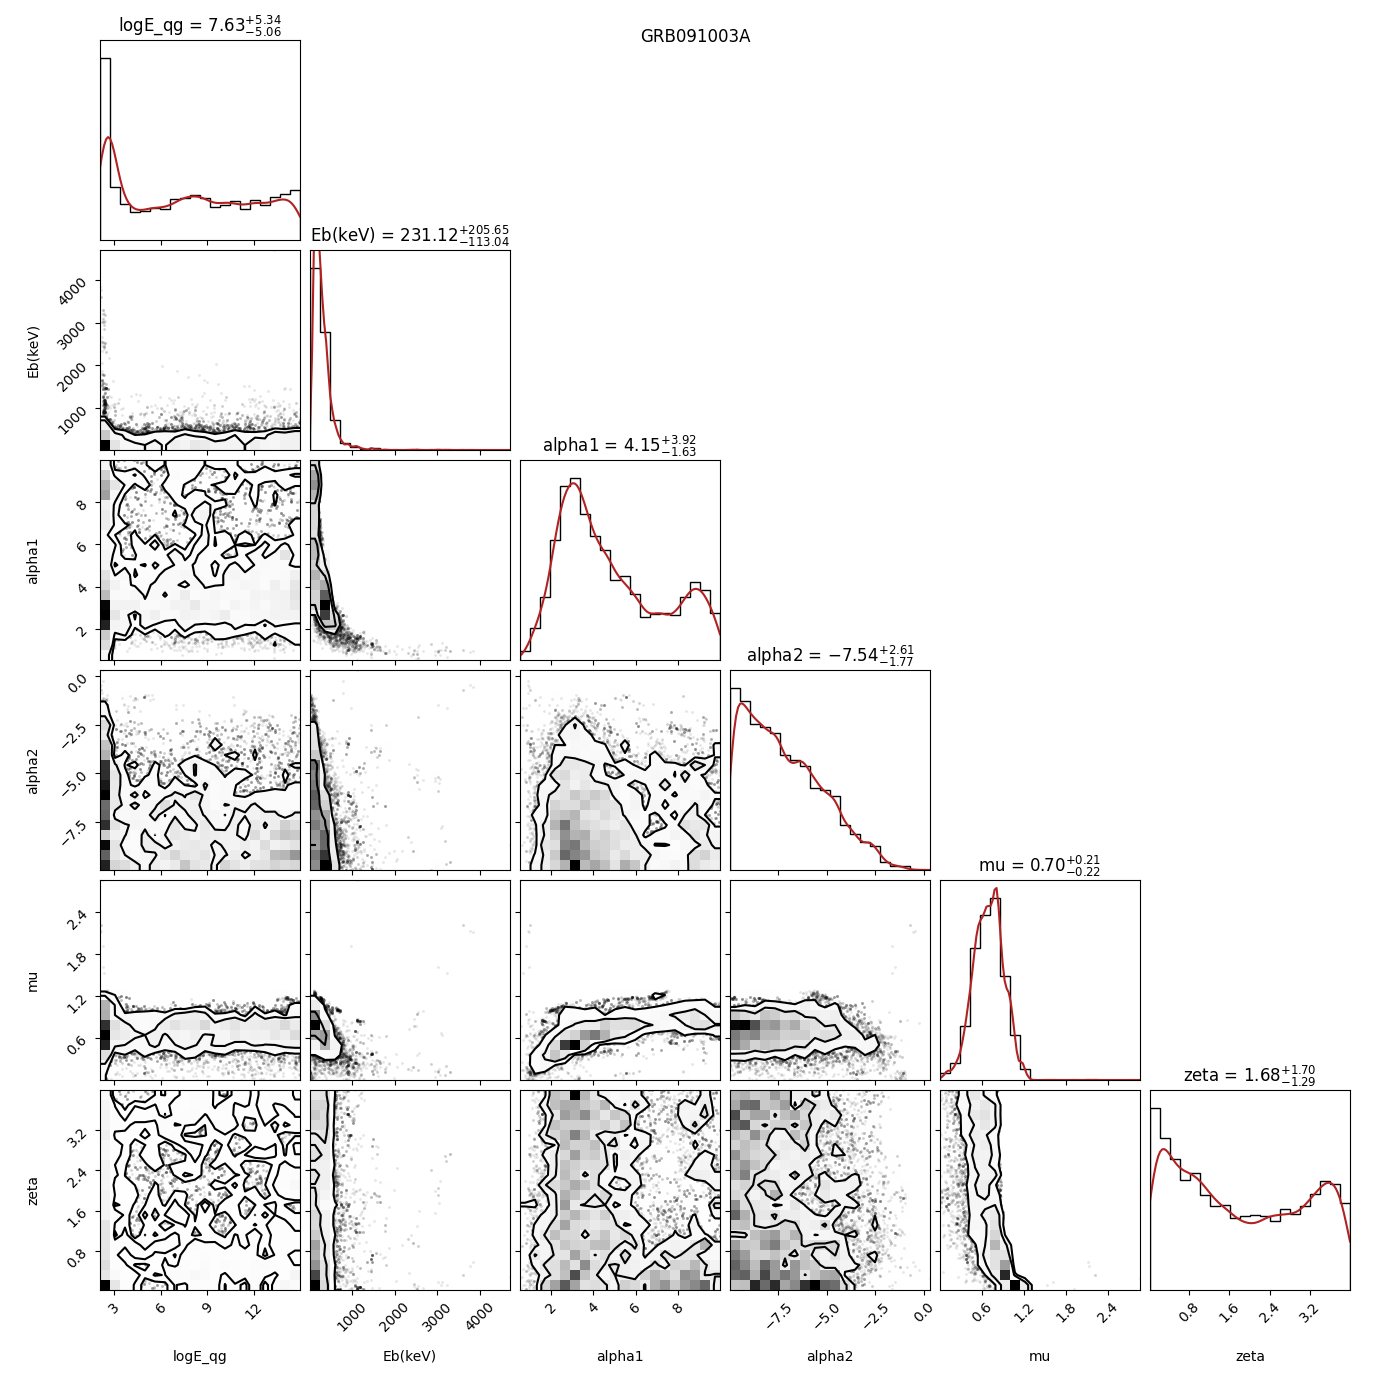 GRB091003A
logE_qg = 7.63^{+5.34}_{−5.06}
Eb(keV) = 231.12^{+205.65}_{−113.04}
4000
3000
2000
1000
Eb(keV)
alpha1 = 4.15^{+3.92}_{−1.63}
8
6
4
2
alpha1
alpha2 = −7.54^{+2.61}_{−1.77}
0.0
−2.5
−5.0
−7.5
alpha2
mu = 0.70^{+0.21}_{−0.22}
2.4
1.8
1.2
0.6
mu
zeta = 1.68^{+1.70}_{−1.29}
3.2
2.4
1.6
0.8
zeta
3 6 9 12
1000 2000 3000 4000
2 4 6 8
−7.5 −5.0 −2.5 0.0
0.6 1.2 1.8 2.4
0.8 1.6 2.4 3.2
logE_qg Eb(keV) alpha1 alpha2 mu zeta